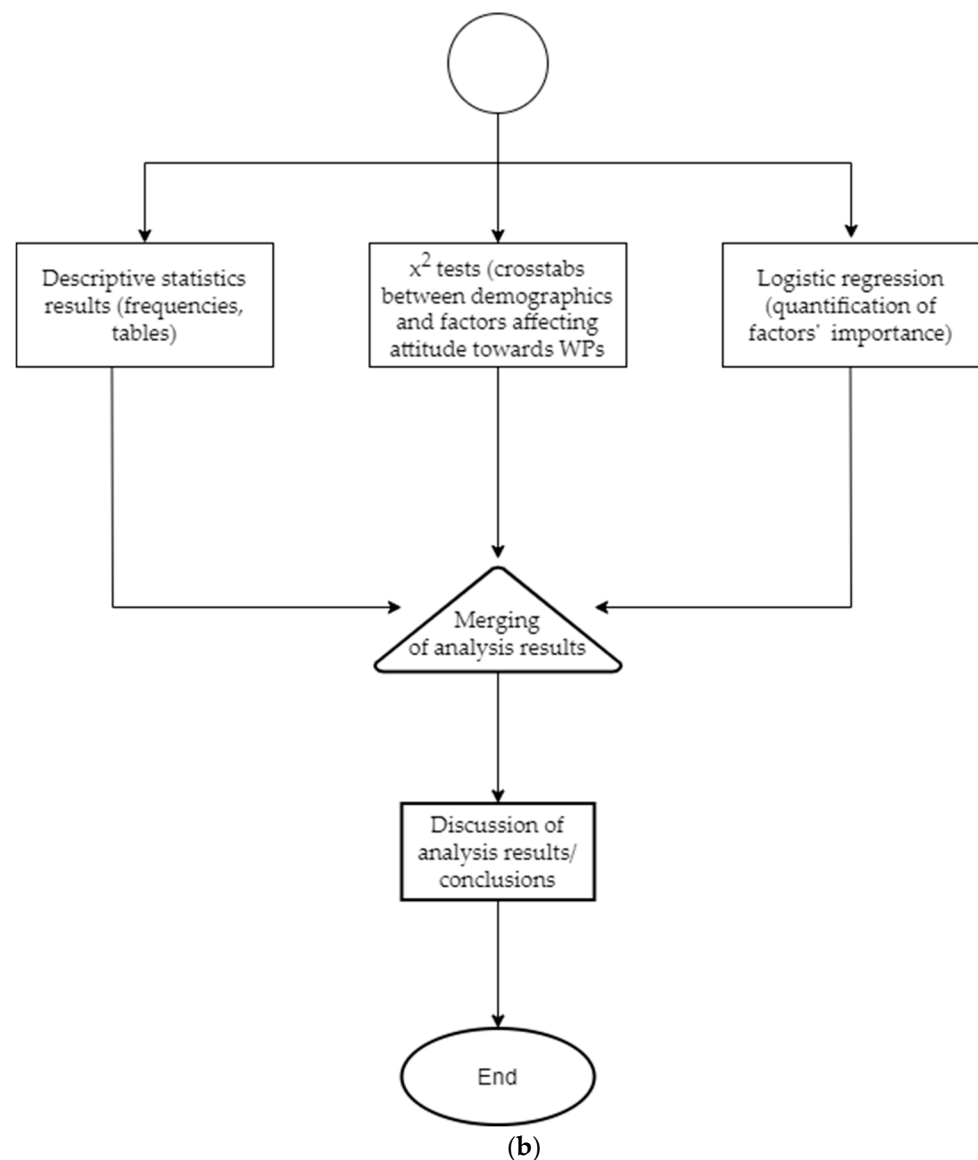 Descriptive statistics
results (frequencies,
tables)
x² tests (crosstabs
between demographics
and factors affecting
attitude towards WPs
Logistic regression
(quantification of
factors' importance)
Merging
of analysis results
Discussion of
analysis results/
conclusions
End
(b)